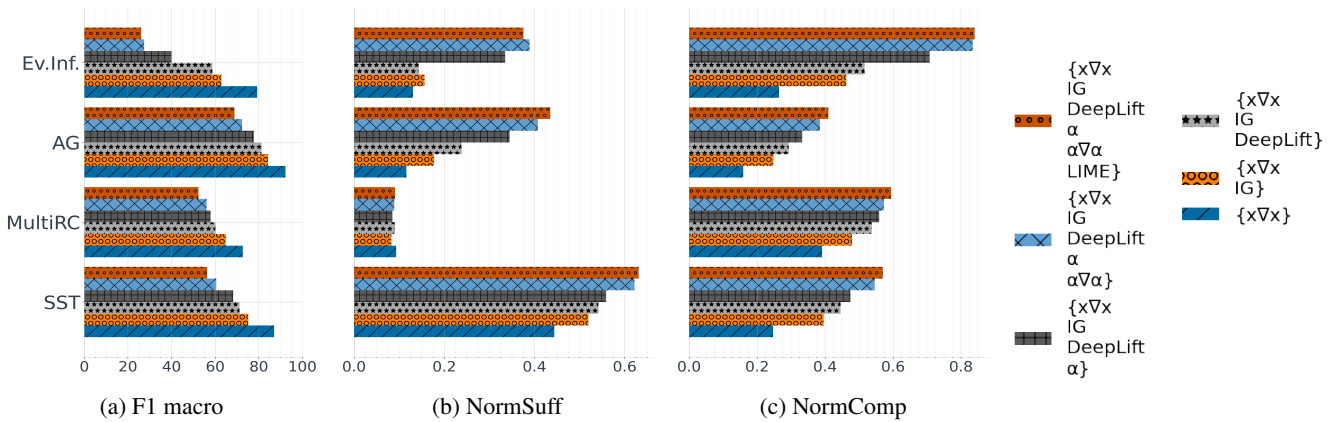 Ev.Inf.
AG
MultiRC
SST
0 20 40 60 80 100
(a) F1 macro
0.0 0.2 0.4 0.6
(b) NormSuff
0.0 0.2 0.4 0.6 0.8
(c) NormComp
{x∇x
IG
DeepLift
α
α∇α
LIME}
{x∇x
IG
DeepLift
α
α∇α}
{x∇x
IG
DeepLift
α}
{x∇x
IG
DeepLift}
{x∇x
IG}
{x∇x}